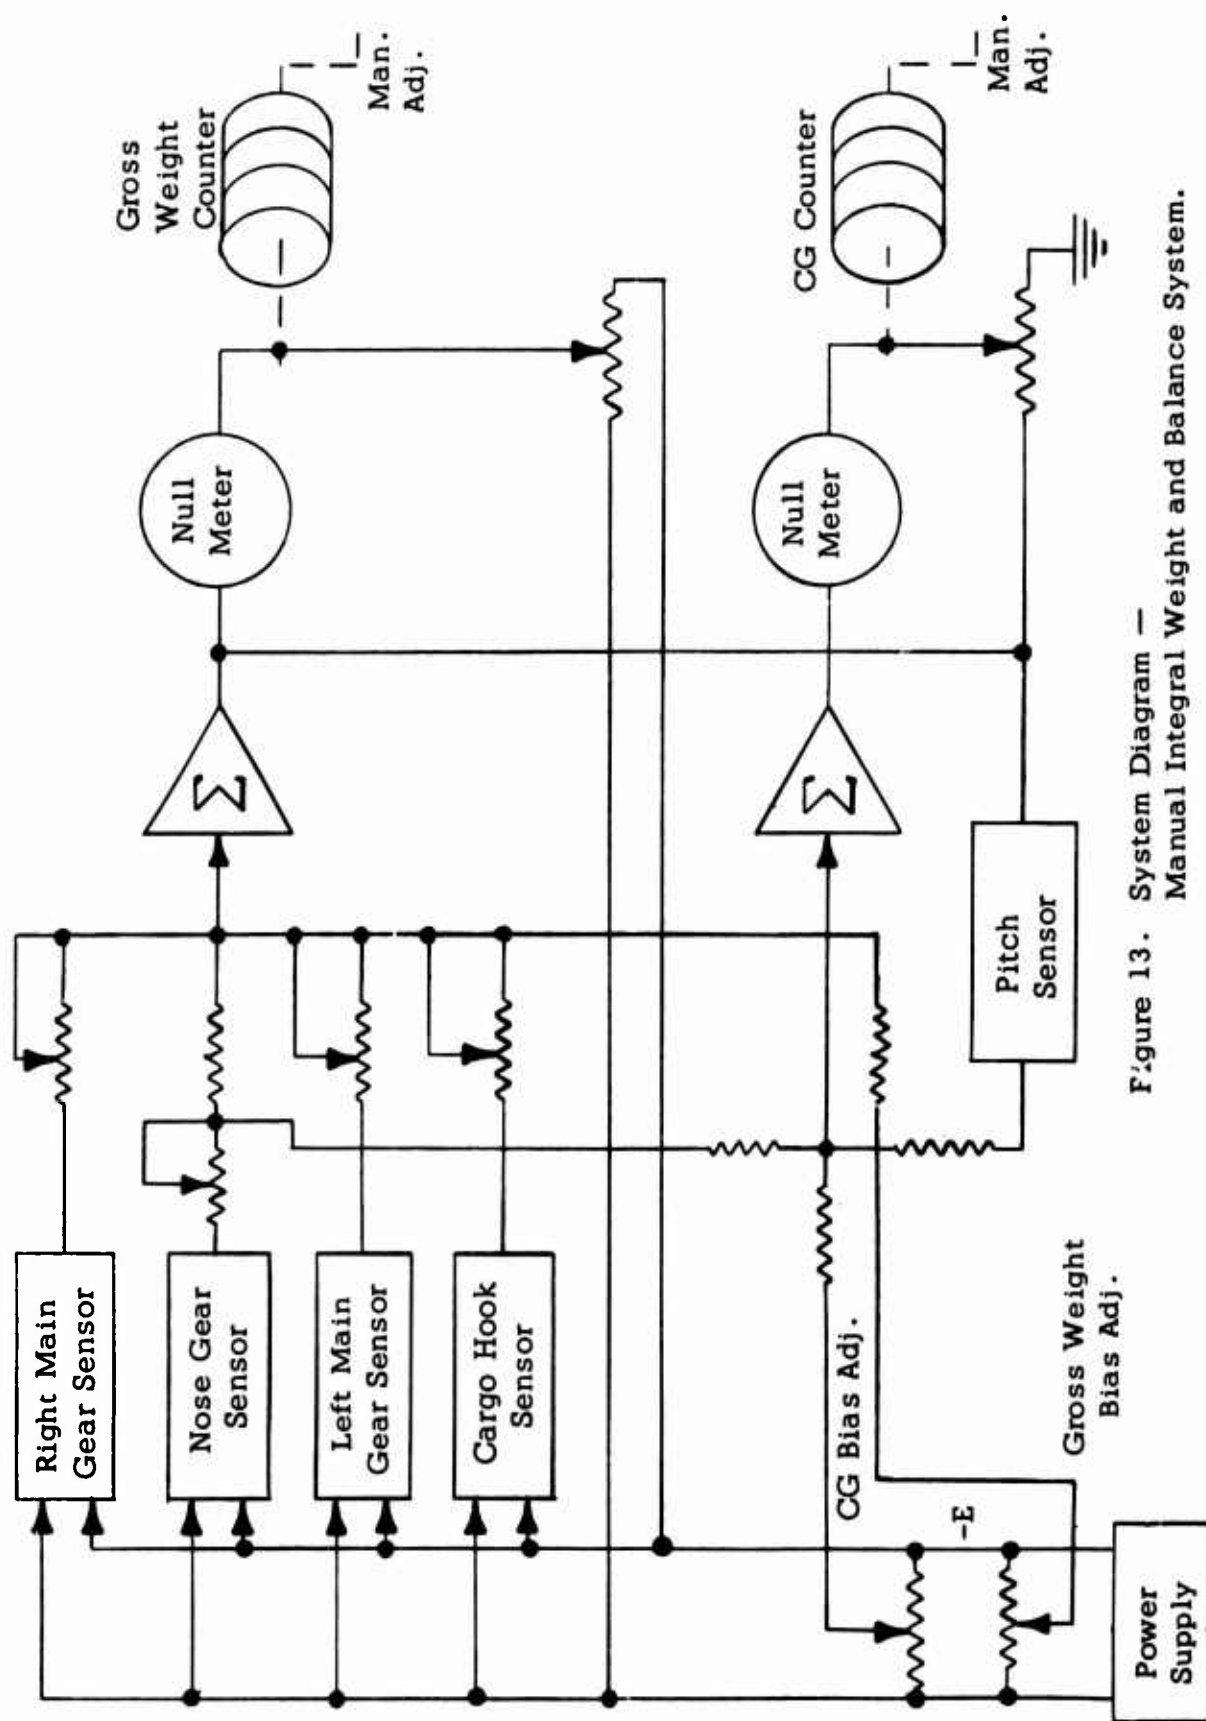 Gross
Weight
Counter
Man.
Adj.
Null
Meter
Σ
Right Main
Gear Sensor
Nose Gear
Sensor
Left Main
Gear Sensor
Cargo Hook
Sensor
CG Counter
Man.
Adj.
Null
Meter
Σ
Pitch
Sensor
CG Bias Adj.
Gross Weight
Bias Adj.
-E
Power
Supply
Figure 13. System Diagram —
Manual Integral Weight and Balance System.